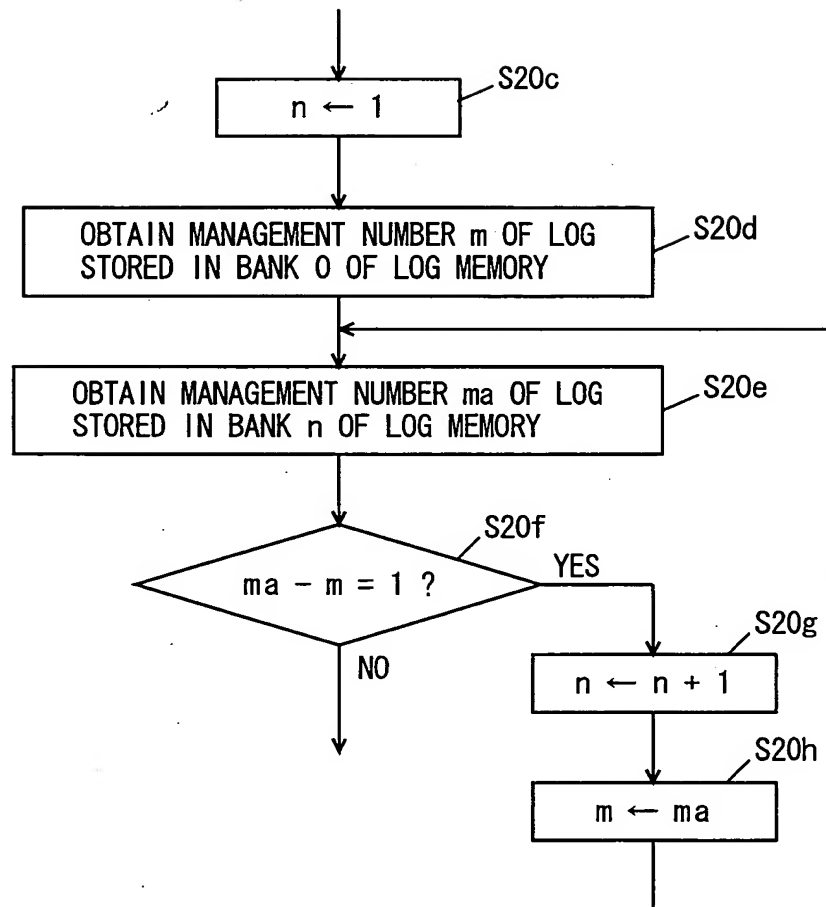 S20c
n ← 1
S20d
OBTAIN MANAGEMENT NUMBER m OF LOG
STORED IN BANK 0 OF LOG MEMORY
S20e
OBTAIN MANAGEMENT NUMBER ma OF LOG
STORED IN BANK n OF LOG MEMORY
S20f
ma - m = 1 ?
YES
NO
S20g
n ← n + 1
S20h
m ← ma